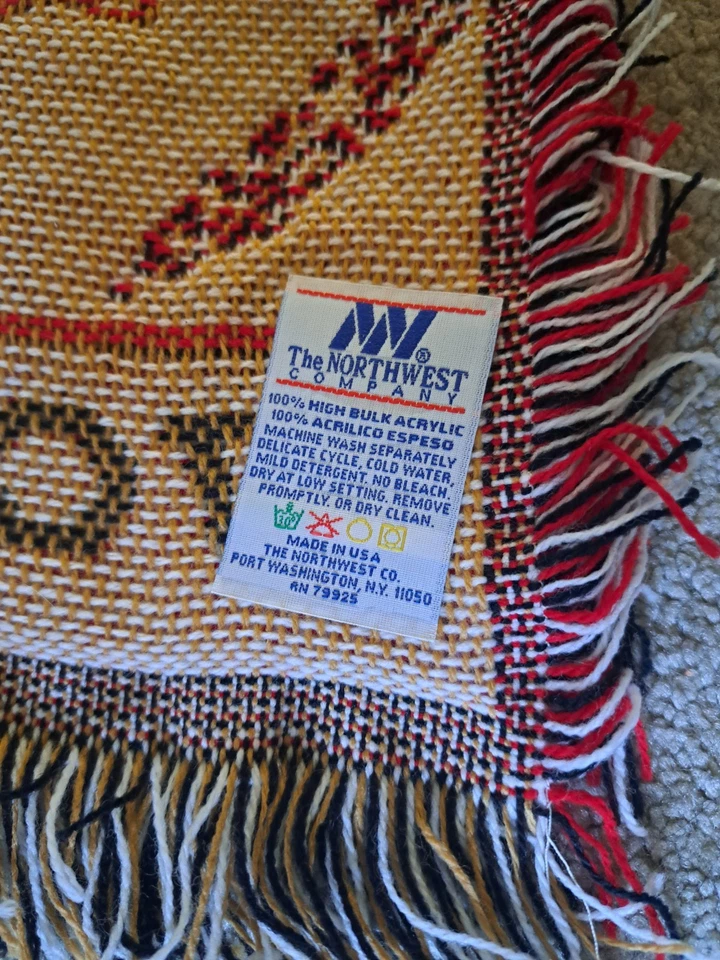 The NORTHWEST®
COMPANY
100% HIGH BULK ACRYLIC
100% ACRILICO ESPESO
MACHINE WASH SEPARATELY
DELICATE CYCLE, COLD WATER,
MILD DETERGENT. NO BLEACH.
DRY AT LOW SETTING. REMOVE
PROMPTLY. OR DRY CLEAN.
30°
MADE IN USA
THE NORTHWEST CO.
PORT WASHINGTON, N.Y. 11050
RN 79925